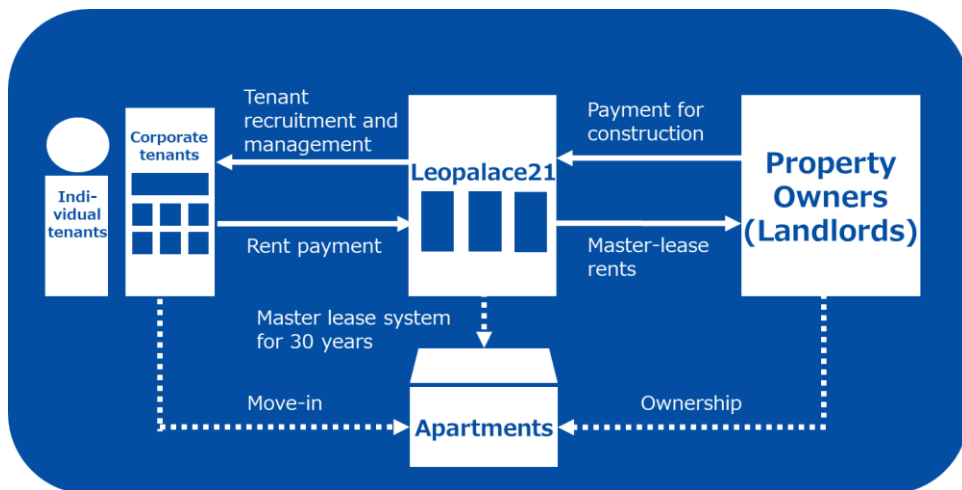 Tenant
recruitment and
management
Payment for
construction
Corporate
tenants
Indi-
vidual
tenants
Leopalace21
Property
Owners
(Landlords)
Rent payment
Master-lease
rents
Master lease system
for 30 years
Move-in
Ownership
Apartments